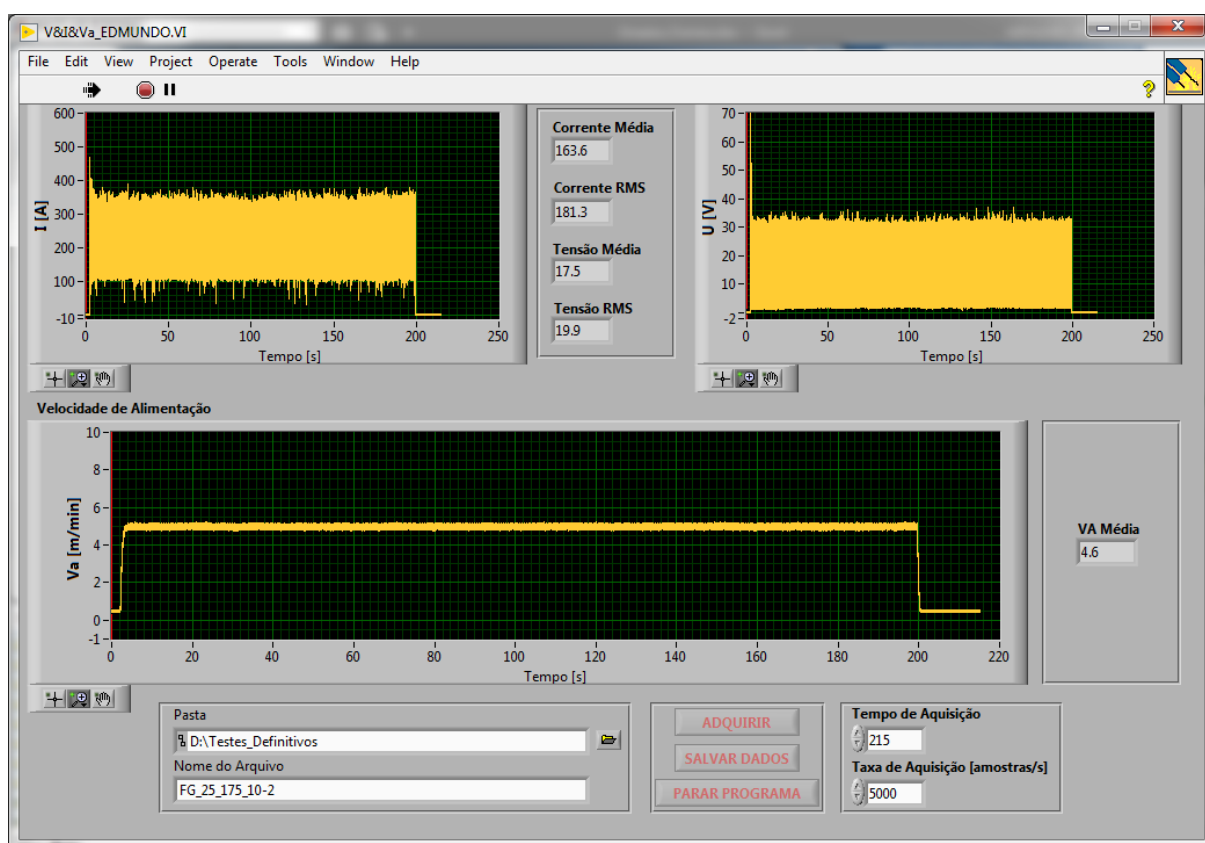 V&I&Va_EDMUNDO.VI
File Edit View Project Operate Tools Window Help
600
500
400
300
200
100
-10
I [A]
0 50 100 150 200 250
Tempo [s]
Corrente Média
163.6
Corrente RMS
181.3
Tensão Média
17.5
Tensão RMS
19.9
70
60
50
40
30
20
10
-2
U [V]
0 50 100 150 200 250
Tempo [s]
Velocidade de Alimentação
10
8
6
4
2
0
-1
Va [m/min]
0 20 40 60 80 100 120 140 160 180 200 220
Tempo [s]
VA Média
4.6
Pasta
D:\Testes_Definitivos
Nome do Arquivo
FG_25_175_10-2
ADQUIRIR
SALVAR DADOS
PARAR PROGRAMA
Tempo de Aquisição
215
Taxa de Aquisição [amostras/s]
5000